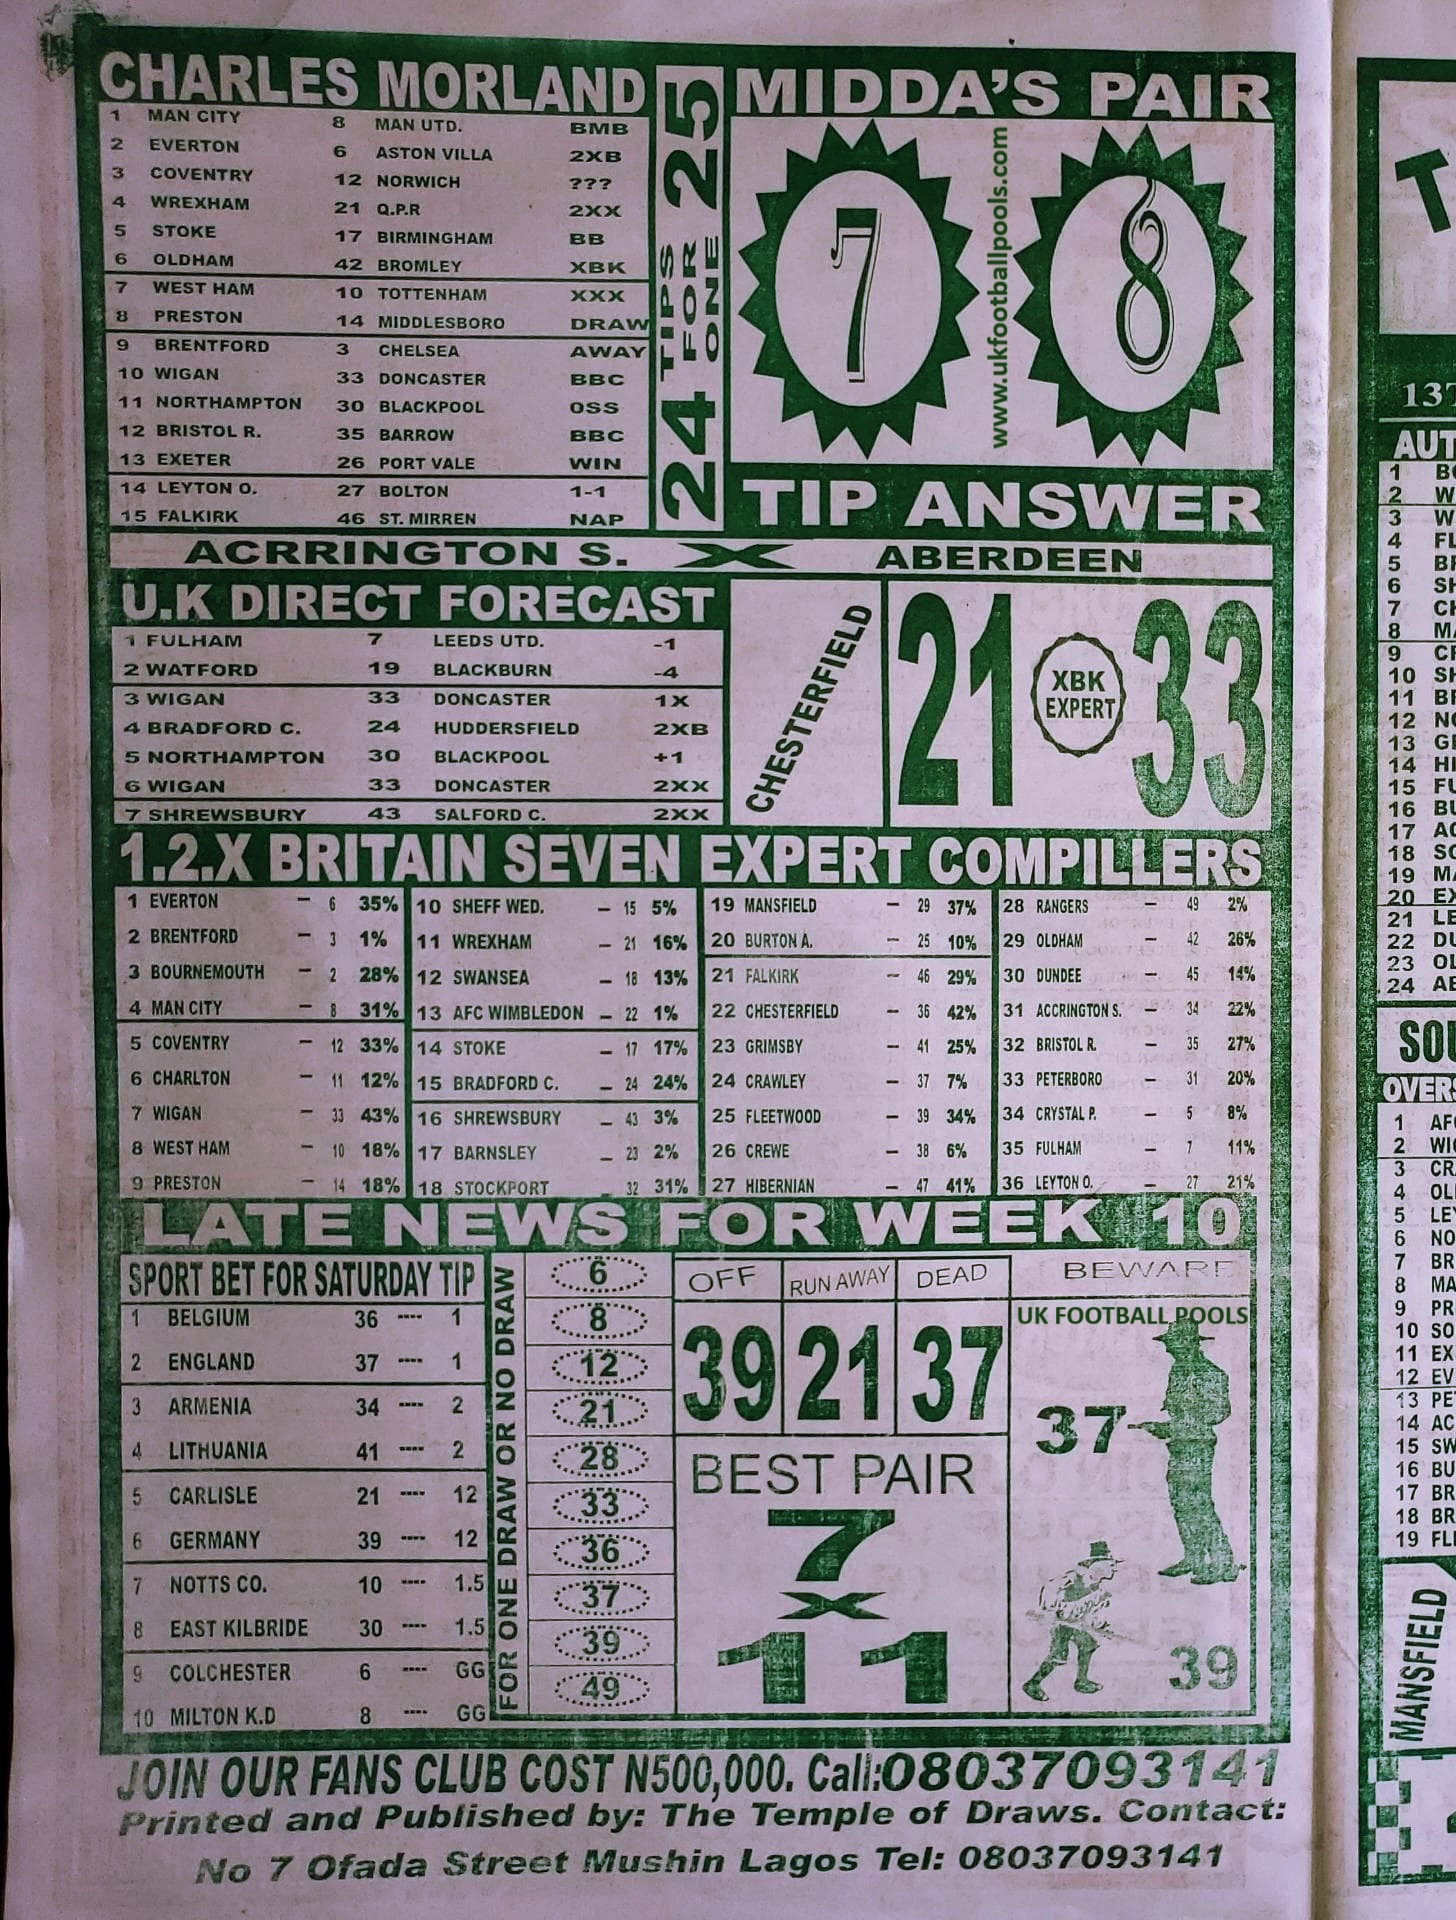 CHARLES MORLAND
1 MAN CITY 8 MAN UTD. BMB
2 EVERTON 6 ASTON VILLA 2XB
3 COVENTRY 12 NORWICH ???
4 WREXHAM 21 Q.P.R 2XX
5 STOKE 17 BIRMINGHAM BB
6 OLDHAM 42 BROMLEY XBK
7 WEST HAM 10 TOTTENHAM XXX
8 PRESTON 14 MIDDLESBORO DRAW
9 BRENTFORD 3 CHELSEA AWAY
10 WIGAN 33 DONCASTER BBC
11 NORTHAMPTON 30 BLACKPOOL OSS
12 BRISTOL R. 35 BARROW BBC
13 EXETER 26 PORT VALE WIN
14 LEYTON O. 27 BOLTON 1-1
15 FALKIRK 46 ST. MIRREN NAP
24 TIPS FOR ONE 25
MIDDA'S PAIR
7 8
www.ukfootballpools.com
TIP ANSWER
ACRRINGTON S. X ABERDEEN
U.K DIRECT FORECAST
1 FULHAM 7 LEEDS UTD. -1
2 WATFORD 19 BLACKBURN -4
3 WIGAN 33 DONCASTER 1X
4 BRADFORD C. 24 HUDDERSFIELD 2XB
5 NORTHAMPTON 30 BLACKPOOL +1
6 WIGAN 33 DONCASTER 2XX
7 SHREWSBURY 43 SALFORD C. 2XX
CHESTERFIELD
21 XBK EXPERT 33
1.2.X BRITAIN SEVEN EXPERT COMPILLERS
1 EVERTON – 6 35%
2 BRENTFORD – 3 1%
3 BOURNEMOUTH – 2 28%
4 MAN CITY – 8 31%
5 COVENTRY – 12 33%
6 CHARLTON – 11 12%
7 WIGAN – 33 43%
8 WEST HAM – 10 18%
9 PRESTON – 14 18%
10 SHEFF WED. – 15 5%
11 WREXHAM – 21 16%
12 SWANSEA – 18 13%
13 AFC WIMBLEDON – 22 1%
14 STOKE – 17 17%
15 BRADFORD C. – 24 24%
16 SHREWSBURY – 43 3%
17 BARNSLEY – 23 2%
18 STOCKPORT 32 31%
19 MANSFIELD – 29 37%
20 BURTON A. – 25 10%
21 FALKIRK – 46 29%
22 CHESTERFIELD – 36 42%
23 GRIMSBY – 41 25%
24 CRAWLEY – 37 7%
25 FLEETWOOD – 39 34%
26 CREWE – 38 6%
27 HIBERNIAN – 47 41%
28 RANGERS – 49 2%
29 OLDHAM – 42 26%
30 DUNDEE – 45 14%
31 ACCRINGTON S. – 34 22%
32 BRISTOL R. – 35 27%
33 PETERBORO – 31 20%
34 CRYSTAL P. – 5 8%
35 FULHAM – 7 11%
36 LEYTON O. – 27 21%
LATE NEWS FOR WEEK 10
SPORT BET FOR SATURDAY TIP
1 BELGIUM 36 ---- 1
2 ENGLAND 37 ---- 1
3 ARMENIA 34 ---- 2
4 LITHUANIA 41 ---- 2
5 CARLISLE 21 ---- 12
6 GERMANY 39 ---- 12
7 NOTTS CO. 10 ---- 1.5
8 EAST KILBRIDE 30 ---- 1.5
9 COLCHESTER 6 ---- GG
10 MILTON K.D 8 ---- GG
FOR ONE DRAW OR NO DRAW
6
8
12
21
28
33
36
37
39
49
OFF RUN AWAY DEAD
39 21 37
BEST PAIR
7
X
11
BEWARE
UK FOOTBALL POOLS
37
39
JOIN OUR FANS CLUB COST N500,000. Call:08037093141
Printed and Published by: The Temple of Draws. Contact:
No 7 Ofada Street Mushin Lagos Tel: 08037093141
MANSFIELD